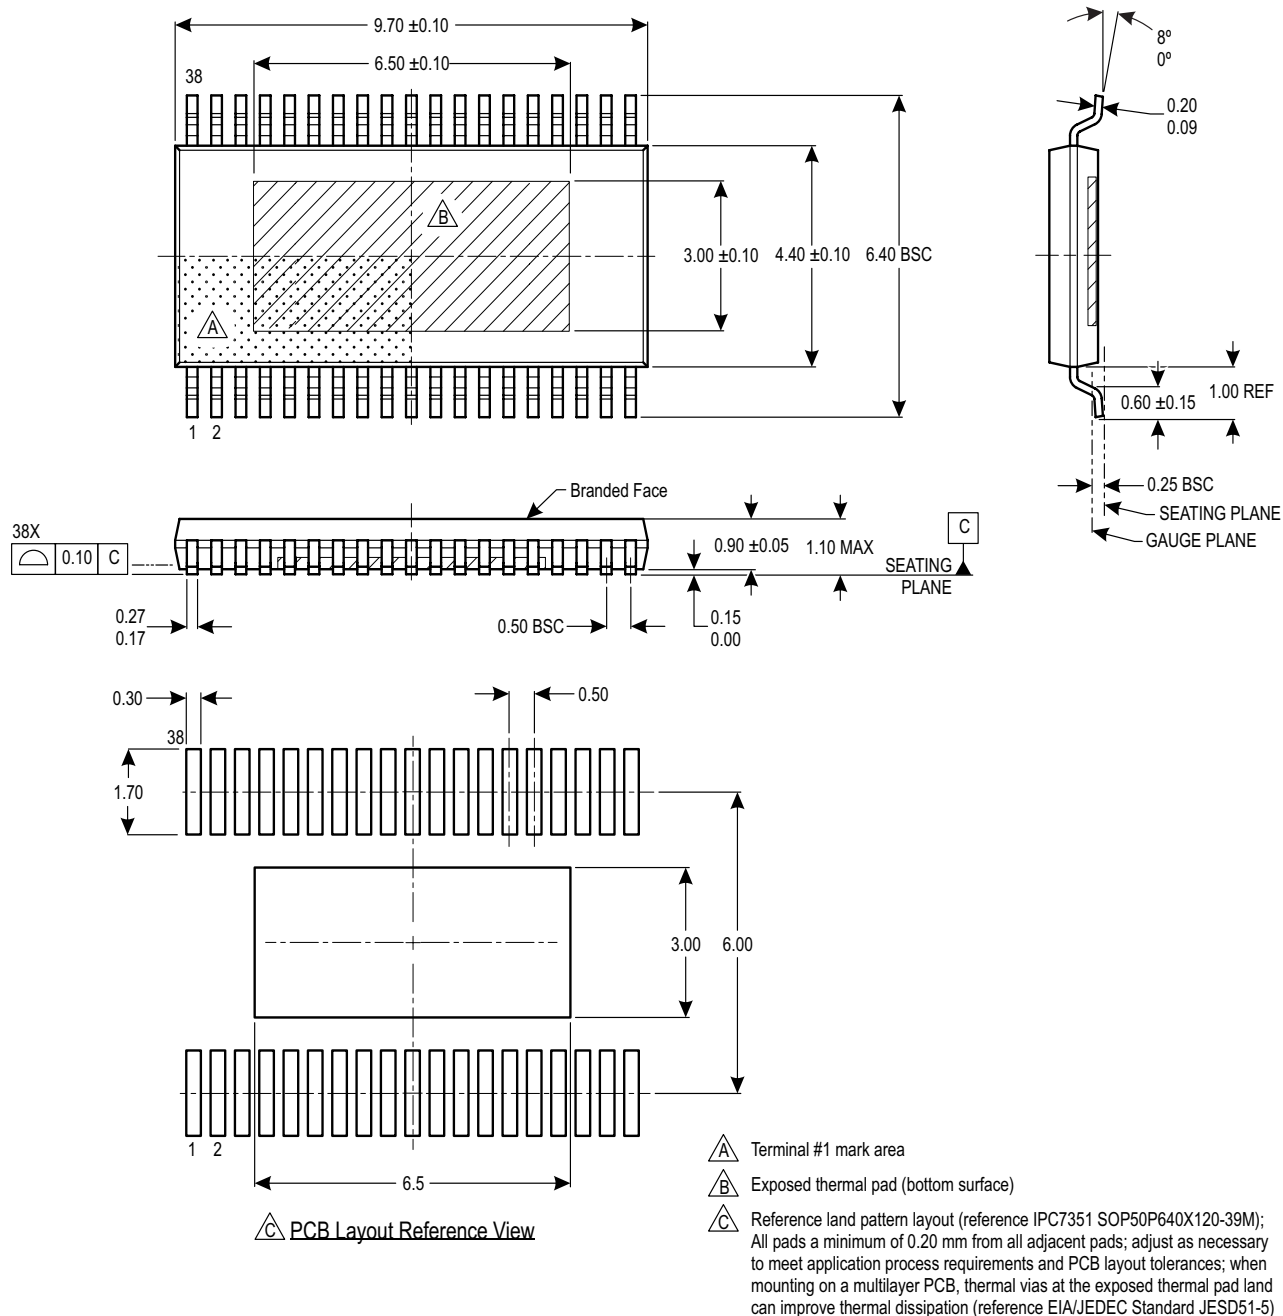 9.70 ±0.10
6.50 ±0.10
38
8º
0º
0.20
0.09
B
3.00 ±0.10
4.40 ±0.10
6.40 BSC
A
1 2
0.60 ±0.15
1.00 REF
0.25 BSC
SEATING PLANE
GAUGE PLANE
Branded Face
38X
0.10 C
0.90 ±0.05
1.10 MAX
C
SEATING
PLANE
0.27
0.17
0.50 BSC
0.15
0.00
0.30
0.50
38
1.70
3.00
6.00
1 2
6.5
C PCB Layout Reference View
A Terminal #1 mark area
B Exposed thermal pad (bottom surface)
C Reference land pattern layout (reference IPC7351 SOP50P640X120-39M);
All pads a minimum of 0.20 mm from all adjacent pads; adjust as necessary
to meet application process requirements and PCB layout tolerances; when
mounting on a multilayer PCB, thermal vias at the exposed thermal pad land
can improve thermal dissipation (reference EIA/JEDEC Standard JESD51-5)